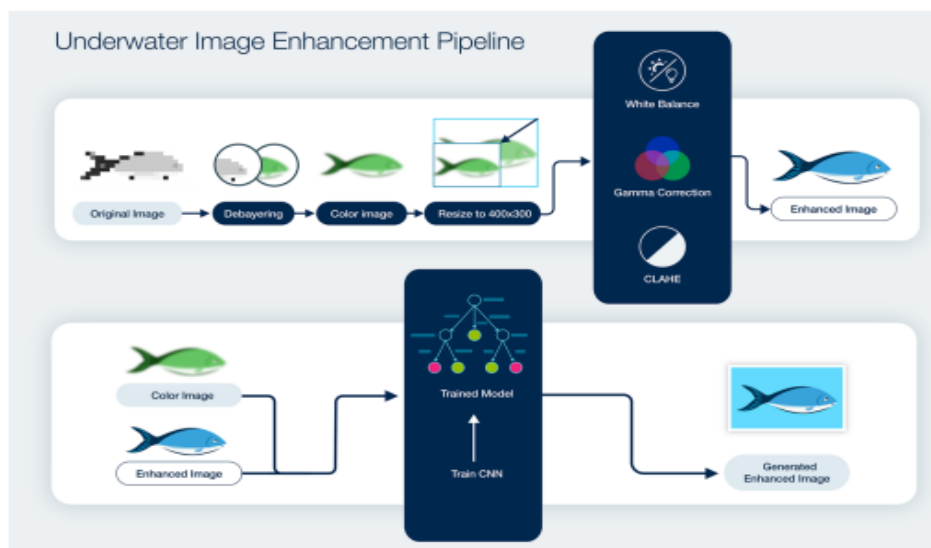 Underwater Image Enhancement Pipeline
White Balance
Gamma Correction
CLAHE
Original Image
Debayering
Color image
Resize to 400x300
Enhanced Image
Color Image
Enhanced Image
Trained Model
Train CNN
Generated
Enhanced Image